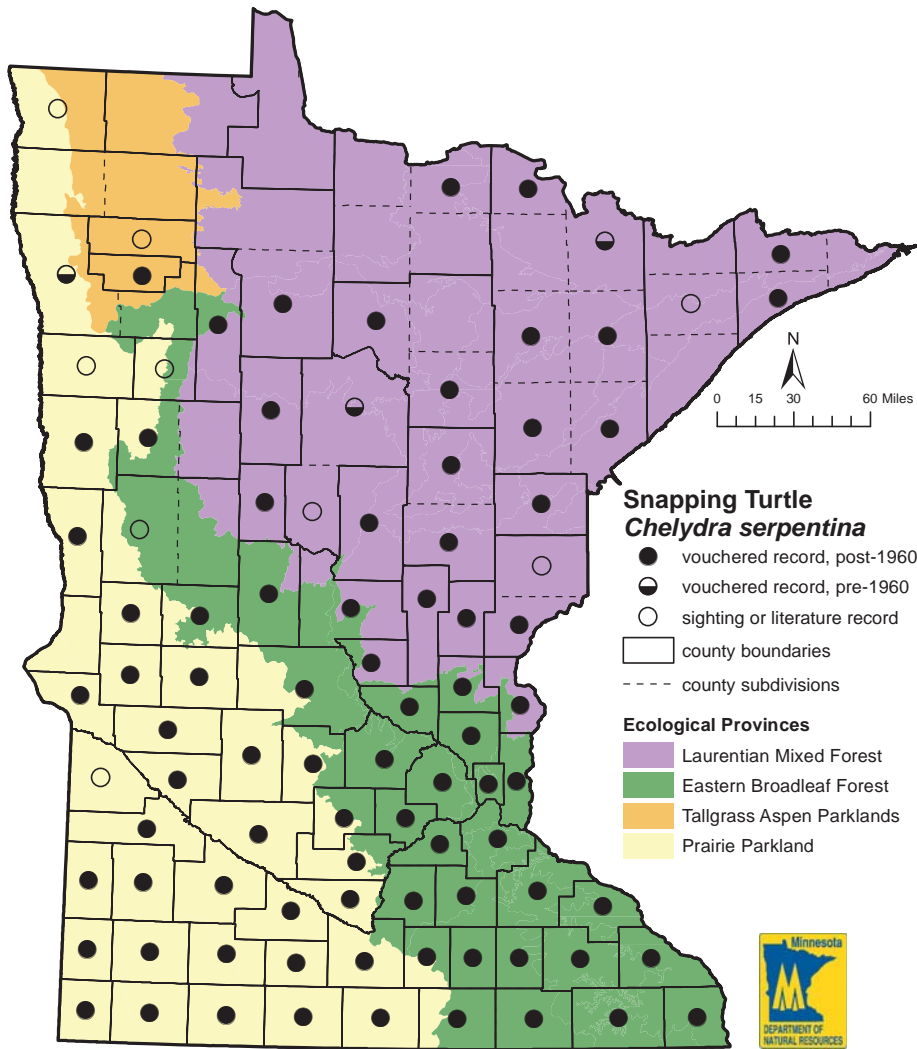 N
0 15 30 60 Miles
Snapping Turtle
Chelydra serpentina
vouchered record, post-1960
vouchered record, pre-1960
sighting or literature record
county boundaries
county subdivisions
Ecological Provinces
Laurentian Mixed Forest
Eastern Broadleaf Forest
Tallgrass Aspen Parklands
Prairie Parkland
Minnesota
M
DEPARTMENT OF
NATURAL RESOURCES